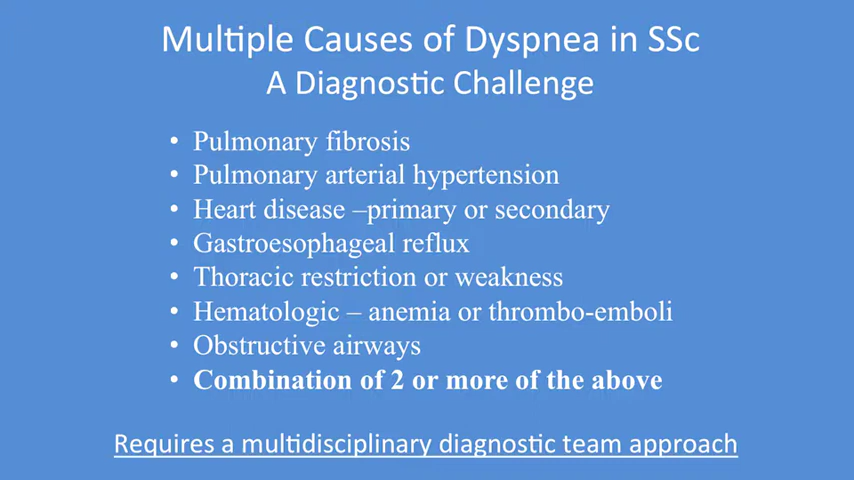 Multiple Causes of Dyspnea in SSc
A Diagnostic Challenge
• Pulmonary fibrosis
• Pulmonary arterial hypertension
• Heart disease –primary or secondary
• Gastroesophageal reflux
• Thoracic restriction or weakness
• Hematologic – anemia or thrombo-emboli
• Obstructive airways
• Combination of 2 or more of the above
Requires a multidisciplinary diagnostic team approach